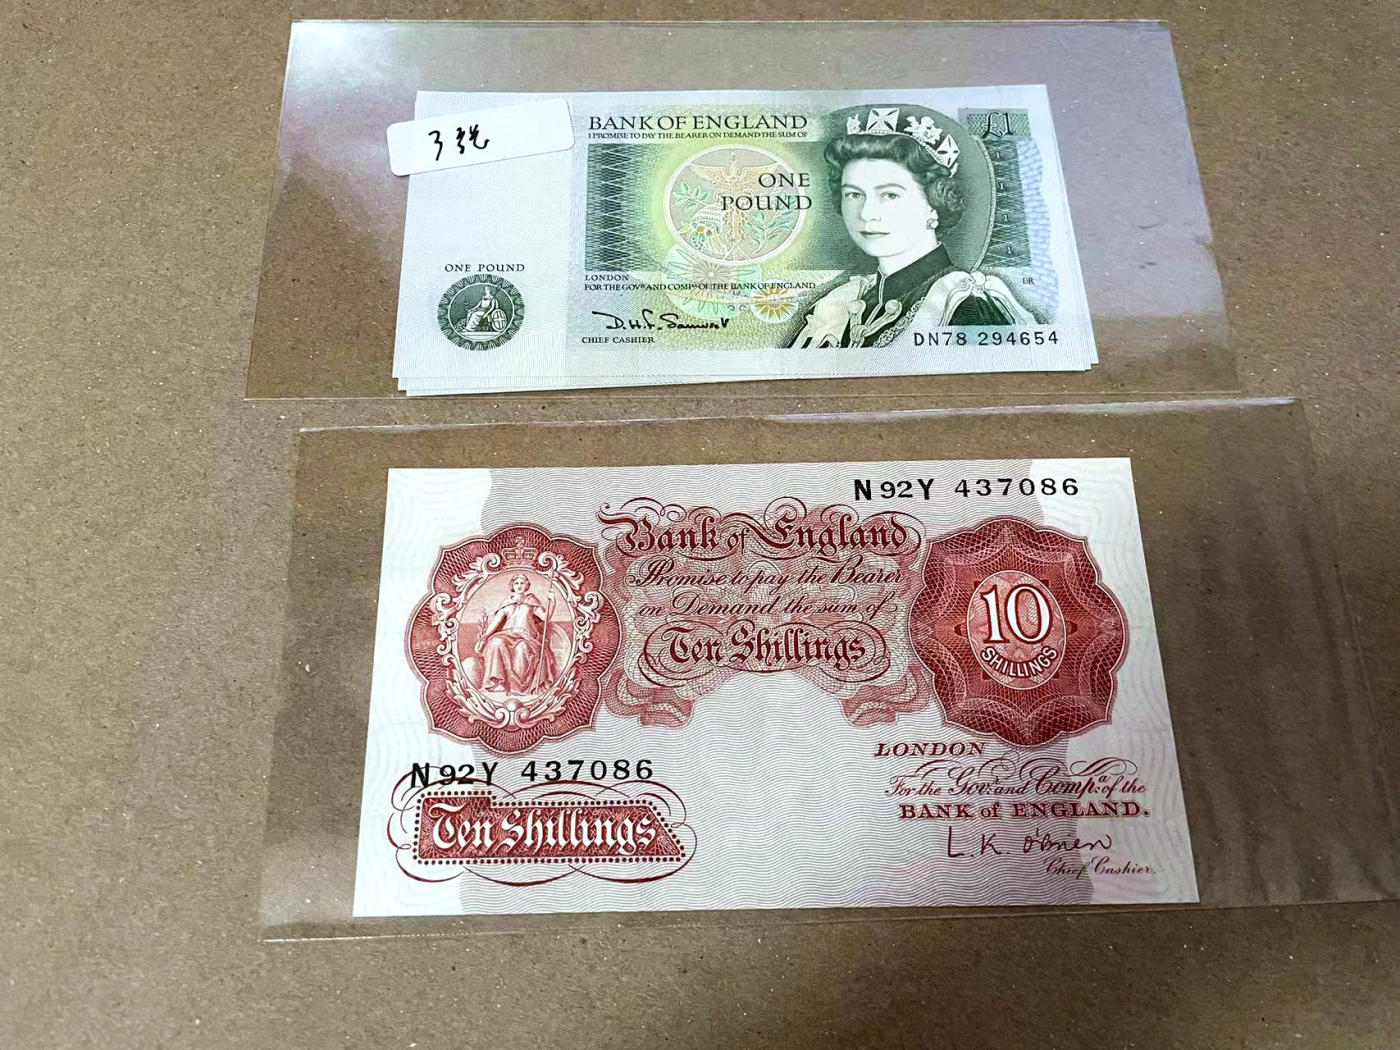 3张
BANK OF ENGLAND
I PROMISE TO PAY THE BEARER ON DEMAND THE SUM OF
£1
ONE
POUND
ONE POUND
LONDON
FOR THE GOVR AND COMPA OF THE BANK OF ENGLAND
ER
D.H.F. Somerset
CHIEF CASHIER
DN78 294654
N92Y 437086
Bank of England
Promise to pay the Bearer
on Demand the sum of
Ten Shillings
10
SHILLINGS
LONDON
N92Y 437086
For the Govr. and Compa. of the
BANK of ENGLAND.
Ten Shillings
L.K. O'Brien
Chief Cashier.